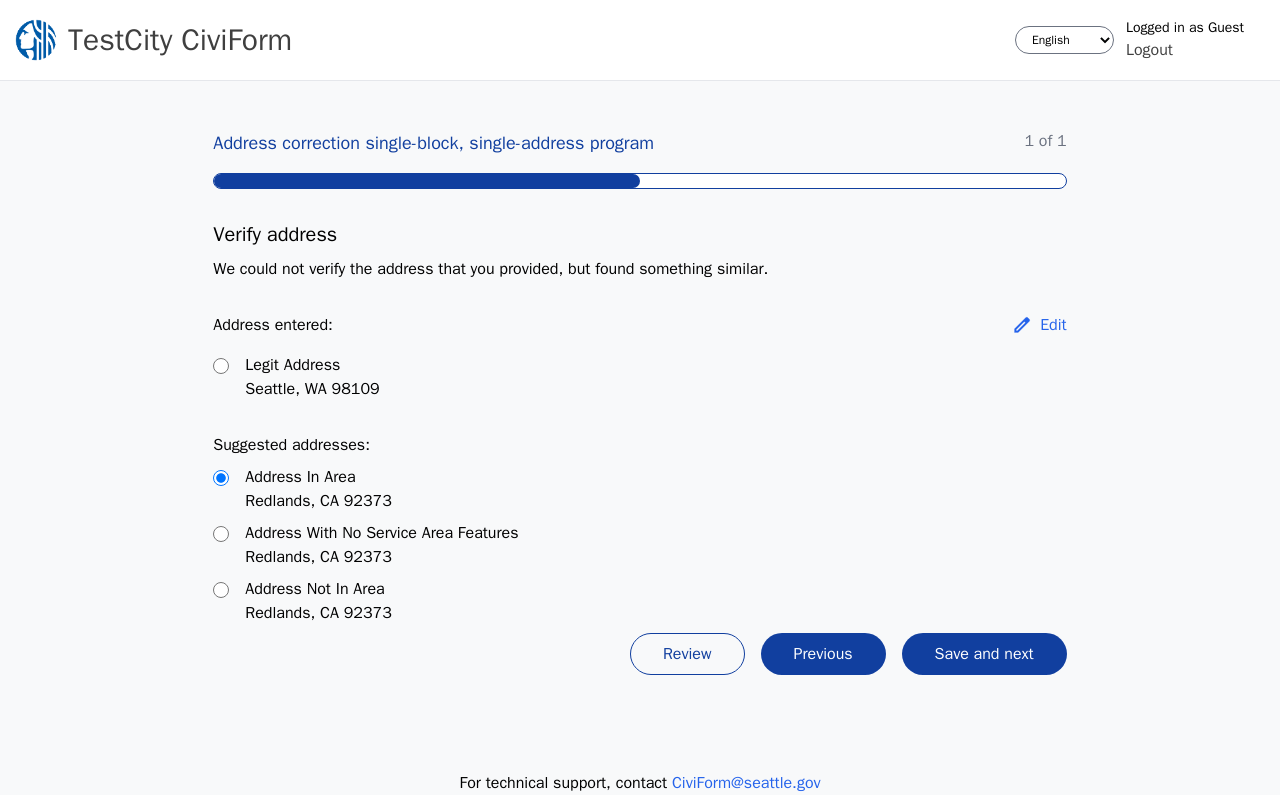 TestCity CiviForm
English
Logged in as Guest
Logout
Address correction single-block, single-address program
1 of 1
Verify address
We could not verify the address that you provided, but found something similar.
Address entered:
Edit
Legit Address
Seattle, WA 98109
Suggested addresses:
Address In Area
Redlands, CA 92373
Address With No Service Area Features
Redlands, CA 92373
Address Not In Area
Redlands, CA 92373
Review
Previous
Save and next
For technical support, contact CiviForm@seattle.gov